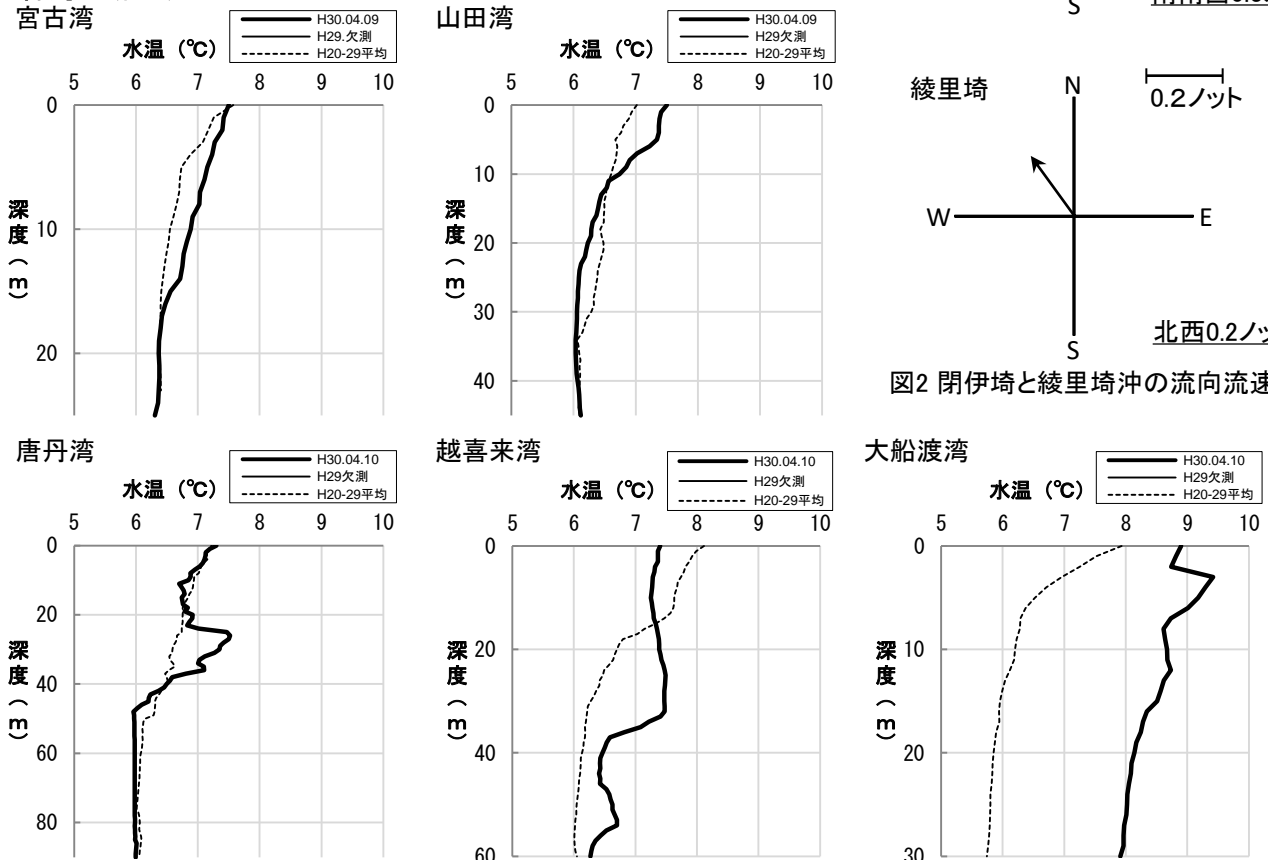 宮古湾
H30.04.09
H29.欠測
H20-29平均
水温（℃）
5 6 7 8 9 10
0
10
20
深度（m）
山田湾
H30.04.09
H29欠測
H20-29平均
水温（℃）
5 6 7 8 9 10
0
10
20
30
40
深度（m）
S
綾里埼
N
0.2ノット
W
E
S
北西0.2ノッ
図2 閉伊埼と綾里埼沖の流向流速
唐丹湾
H30.04.10
H29欠測
H20-29平均
水温（℃）
5 6 7 8 9 10
0
20
40
60
80
深度（m）
越喜来湾
H30.04.10
H29欠測
H20-29平均
水温（℃）
5 6 7 8 9 10
0
20
40
60
深度（m）
大船渡湾
H30.04.10
H29欠測
H20-29平均
水温（℃）
5 6 7 8 9 10
0
10
20
30
深度（m）